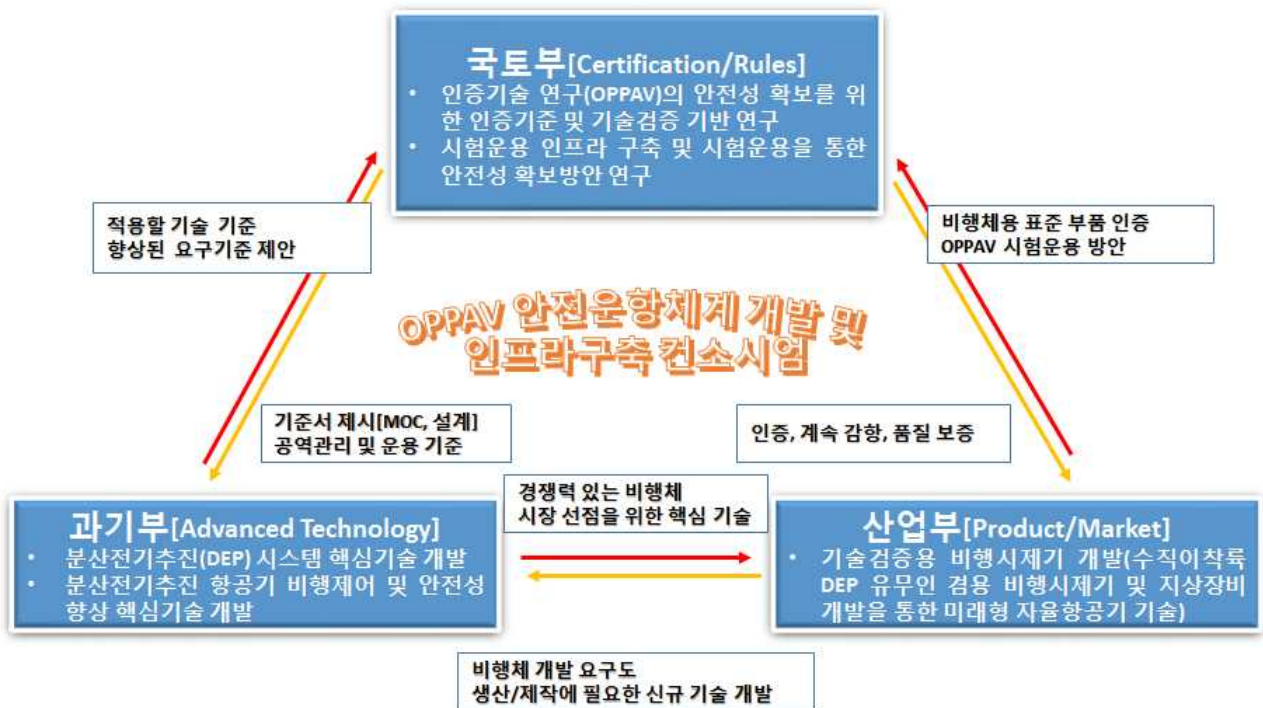 국토부[Certification/Rules]
• 인증기술 연구(OPPAV)의 안전성 확보를 위
한 인증기준 및 기술검증 기반 연구
• 시험운용 인프라 구축 및 시험운용을 통한
안전성 확보방안 연구
적용할 기술 기준
향상된 요구기준 제안
비행체용 표준 부품 인증
OPPAV 시험운용 방안
OPPAV 안전운항체계 개발 및
인프라구축 컨소시엄
기준서 제시[MOC, 설계]
공역관리 및 운용 기준
인증, 계속 감항, 품질 보증
경쟁력 있는 비행체
시장 선점을 위한 핵심 기술
과기부[Advanced Technology]
• 분산전기추진(DEP) 시스템 핵심기술 개발
• 분산전기추진 항공기 비행제어 및 안전성
향상 핵심기술 개발
산업부[Product/Market]
• 기술검증용 비행시제기 개발(수직이착륙
DEP 유무인 겸용 비행시제기 및 지상장비
개발을 통한 미래형 자율항공기 기술)
비행체 개발 요구도
생산/제작에 필요한 신규 기술 개발